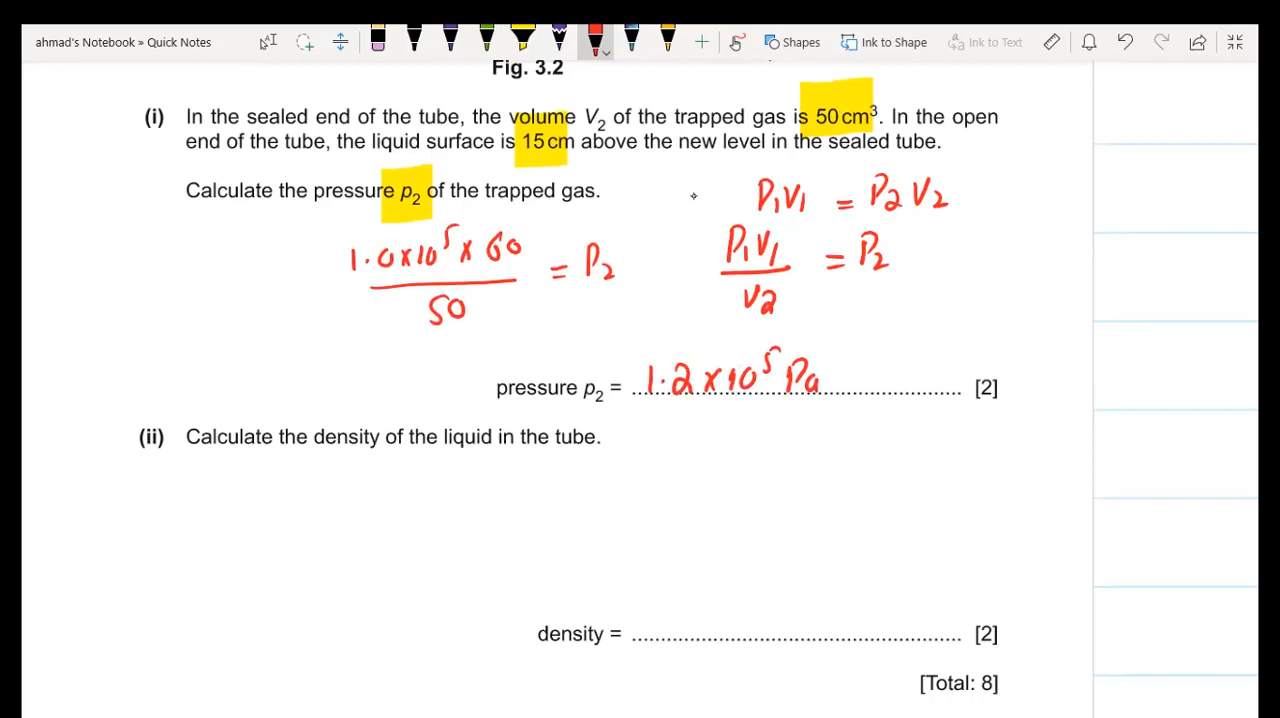 ahmad's Notebook » Quick Notes
Shapes
Ink to Shape
Ink to Text
Fig. 3.2
(i) In the sealed end of the tube, the volume V₂ of the trapped gas is 50 cm³. In the open
end of the tube, the liquid surface is 15 cm above the new level in the sealed tube.
Calculate the pressure p₂ of the trapped gas.
P₁V₁ = P₂V₂
1.0×10⁵ × 60 / 50 = P₂
P₁V₁ / V2 = P₂
pressure p₂ = 1.2×10⁵ Pa [2]
(ii) Calculate the density of the liquid in the tube.
density = .................................................. [2]
[Total: 8]